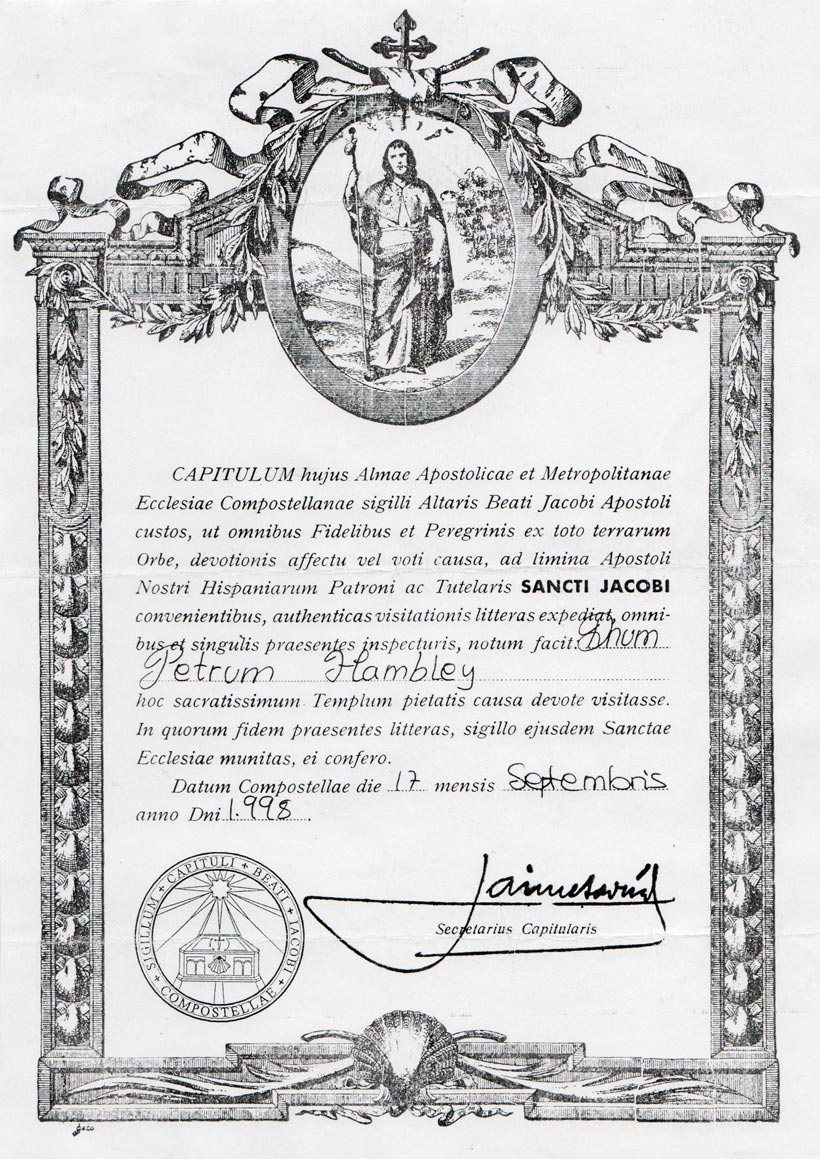 CAPITULUM hujus Almae Apostolicae et Metropolitanae
Ecclesiae Compostellanae sigilli Altaris Beati Jacobi Apostoli
custos, ut omnibus Fidelibus et Peregrinis ex toto terrarum
Orbe, devotionis affectu vel voti causa, ad limina Apostoli
Nostri Hispaniarum Patroni ac Tutelaris SANCTI JACOBI
convenientibus, authenticas visitationis litteras expediat, omni-
bus et singulis praesentes inspecturis, notum facit: Dnum
Petrum Hambley
hoc sacratissimum Templum pietatis causa devote visitasse.
In quorum fidem praesentes litteras, sigillo ejusdem Sanctae
Ecclesiae munitas, ei confero.
Datum Compostellae die 17 mensis Septembris
anno Dni 1.998.
SIGILLUM + CAPITULI + BEATI + IACOBI + COMPOSTELLAE +
Secretarius Capitularis